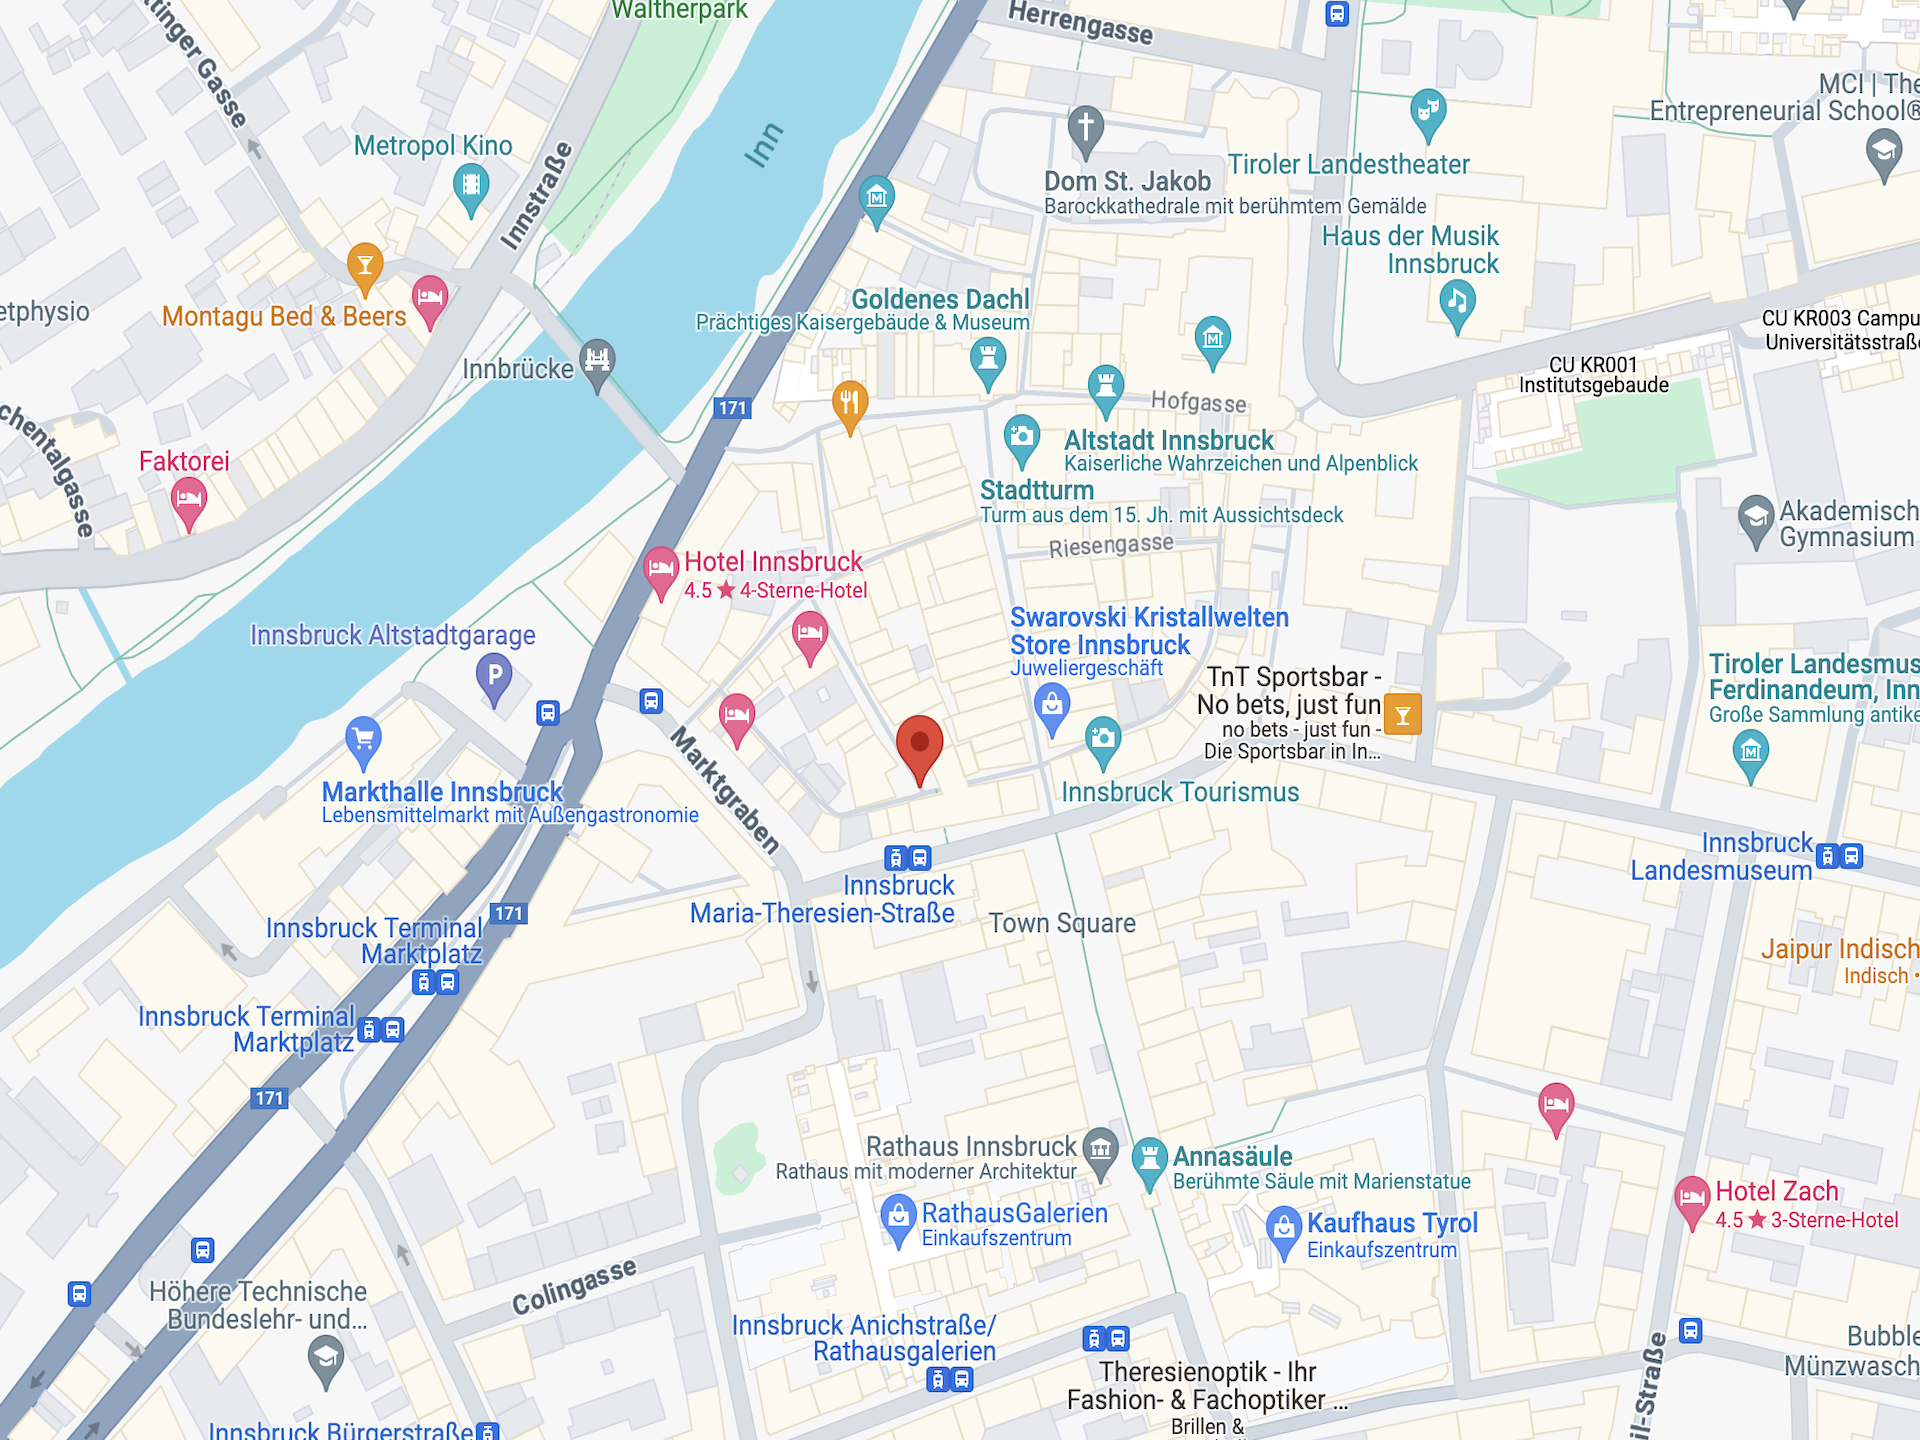 Waltherpark
Herrengasse
MCI | The
Entrepreneurial School®
Metropol Kino
Innstraße
Inn
Tiroler Landestheater
Dom St. Jakob
Barockkathedrale mit berühmtem Gemälde
Haus der Musik
Innsbruck
Montagu Bed & Beers
Goldenes Dachl
Prächtiges Kaisergebäude & Museum
CU KR003 Campu
Universitätsstraße
CU KR001
Institutsgebaude
Innbrücke
171
Hofgasse
Altstadt Innsbruck
Kaiserliche Wahrzeichen und Alpenblick
Faktorei
Stadtturm
Turm aus dem 15. Jh. mit Aussichtsdeck
Riesengasse
Akademisch
Gymnasium
Hotel Innsbruck
4.5 ★ 4-Sterne-Hotel
Innsbruck Altstadtgarage
P
Swarovski Kristallwelten
Store Innsbruck
Juweliergeschäft
TnT Sportsbar -
No bets, just fun
no bets - just fun -
Die Sportsbar in In...
Tiroler Landesmus
Ferdinandeum, Inn
Große Sammlung antike
Marktgraben
Markthalle Innsbruck
Lebensmittelmarkt mit Außengastronomie
Innsbruck Tourismus
Innsbruck
Landesmuseum
Innsbruck
Maria-Theresien-Straße
Town Square
171
Innsbruck Terminal
Marktplatz
Jaipur Indisch
Indisch •
Innsbruck Terminal
Marktplatz
171
Rathaus Innsbruck
Rathaus mit moderner Architektur
Annasäule
Berühmte Säule mit Marienstatue
RathausGalerien
Einkaufszentrum
Kaufhaus Tyrol
Einkaufszentrum
Hotel Zach
4.5 ★ 3-Sterne-Hotel
Colingasse
Höhere Technische
Bundeslehr- und...
Innsbruck Anichstraße/
Rathausgalerien
Theresienoptik - Ihr
Fashion- & Fachoptiker ...
Brillen &
il-Straße
Bubble
Münzwasch
Innsbruck Bürgerstraße
ttinger Gasse
etphysio
chentalgasse